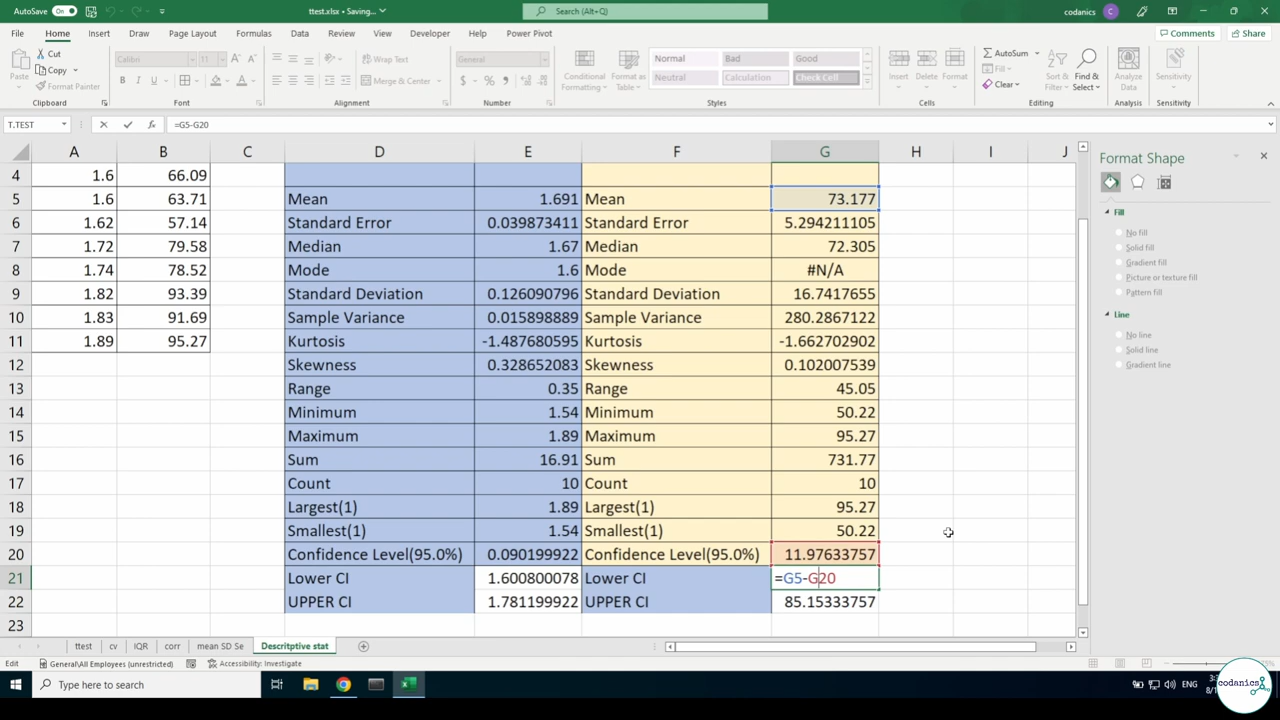 AutoSave On ttest.xlsx - Saving... Search (Alt+Q) codanics C
File Home Insert Draw Page Layout Formulas Data Review View Developer Help Power Pivot Comments Share
Paste Cut Copy Format Painter Calibri 11 Wrap Text General Conditional Formatting Format as Table Normal Bad Good Insert Delete Format AutoSum Fill Clear Sort & Filter Find & Select Analyze Data Sensitivity
B I U Merge & Center $ % Neutral Calculation Check Cell
Clipboard Font Alignment Number Styles Cells Editing Analysis Sensitivity
T.TEST fx =G5-G20
A B C D E F G H I J
4 1.6 66.09
5 1.6 63.71 Mean 1.691 Mean 73.177
6 1.62 57.14 Standard Error 0.039873411 Standard Error 5.294211105
7 1.72 79.58 Median 1.67 Median 72.305
8 1.74 78.52 Mode 1.6 Mode #N/A
9 1.82 93.39 Standard Deviation 0.126090796 Standard Deviation 16.7417655
10 1.83 91.69 Sample Variance 0.015898889 Sample Variance 280.2867122
11 1.89 95.27 Kurtosis -1.487680595 Kurtosis -1.662702902
12 Skewness 0.328652083 Skewness 0.102007539
13 Range 0.35 Range 45.05
14 Minimum 1.54 Minimum 50.22
15 Maximum 1.89 Maximum 95.27
16 Sum 16.91 Sum 731.77
17 Count 10 Count 10
18 Largest(1) 1.89 Largest(1) 95.27
19 Smallest(1) 1.54 Smallest(1) 50.22
20 Confidence Level(95.0%) 0.090199922 Confidence Level(95.0%) 11.97633757
21 Lower CI 1.600800078 Lower CI =G5-G20
22 UPPER CI 1.781199922 UPPER CI 85.15333757
23
Format Shape
Fill
No fill
Solid fill
Gradient fill
Picture or texture fill
Pattern fill
Line
No line
Solid line
Gradient line
ttest cv IQR corr mean SD Se Descritptive stat
Edit General\All Employees (unrestricted) Accessibility: Investigate
Type here to search ENG
codanics